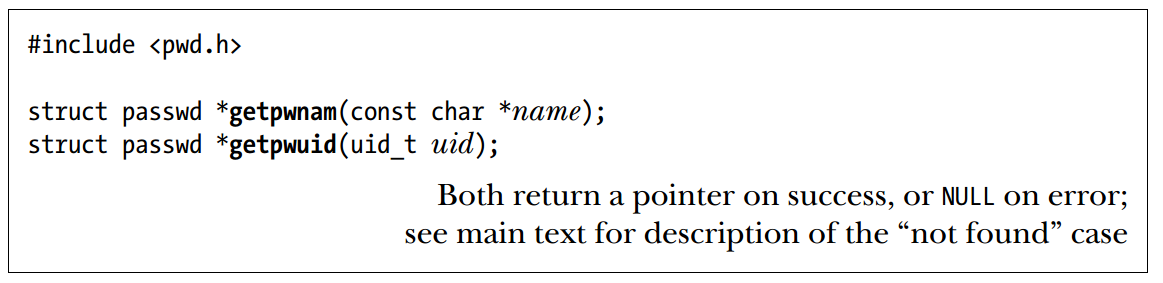 #include <pwd.h>
struct passwd *getpwnam(const char *name);
struct passwd *getpwuid(uid_t uid);
Both return a pointer on success, or NULL on error;
see main text for description of the “not found” case